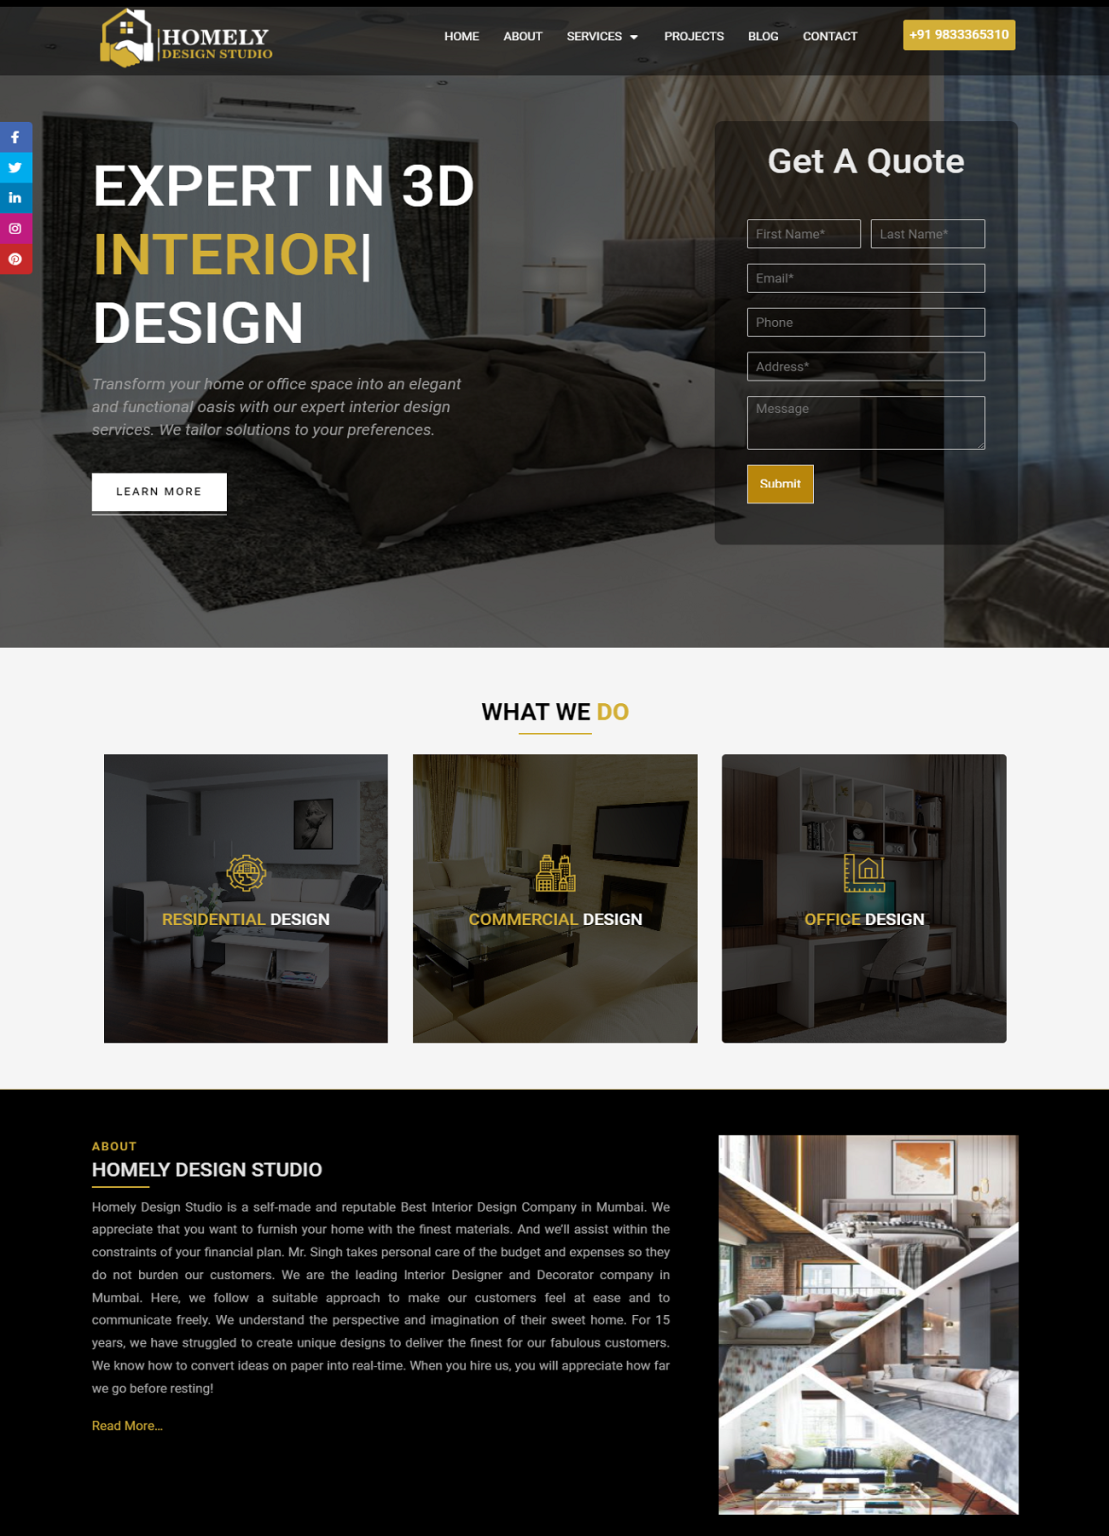 HOMELY
DESIGN STUDIO
HOME ABOUT SERVICES PROJECTS BLOG CONTACT
+91 9833365310
EXPERT IN 3D
INTERIOR|
DESIGN
Transform your home or office space into an elegant
and functional oasis with our expert interior design
services. We tailor solutions to your preferences.
LEARN MORE
Get A Quote
First Name* Last Name*
Email*
Phone
Address*
Message
Submit
WHAT WE DO
RESIDENTIAL DESIGN
COMMERCIAL DESIGN
OFFICE DESIGN
ABOUT
HOMELY DESIGN STUDIO
Homely Design Studio is a self-made and reputable Best Interior Design Company in Mumbai. We
appreciate that you want to furnish your home with the finest materials. And we'll assist within the
constraints of your financial plan. Mr. Singh takes personal care of the budget and expenses so they
do not burden our customers. We are the leading Interior Designer and Decorator company in
Mumbai. Here, we follow a suitable approach to make our customers feel at ease and to
communicate freely. We understand the perspective and imagination of their sweet home. For 15
years, we have struggled to create unique designs to deliver the finest for our fabulous customers.
We know how to convert ideas on paper into real-time. When you hire us, you will appreciate how far
we go before resting!
Read More...